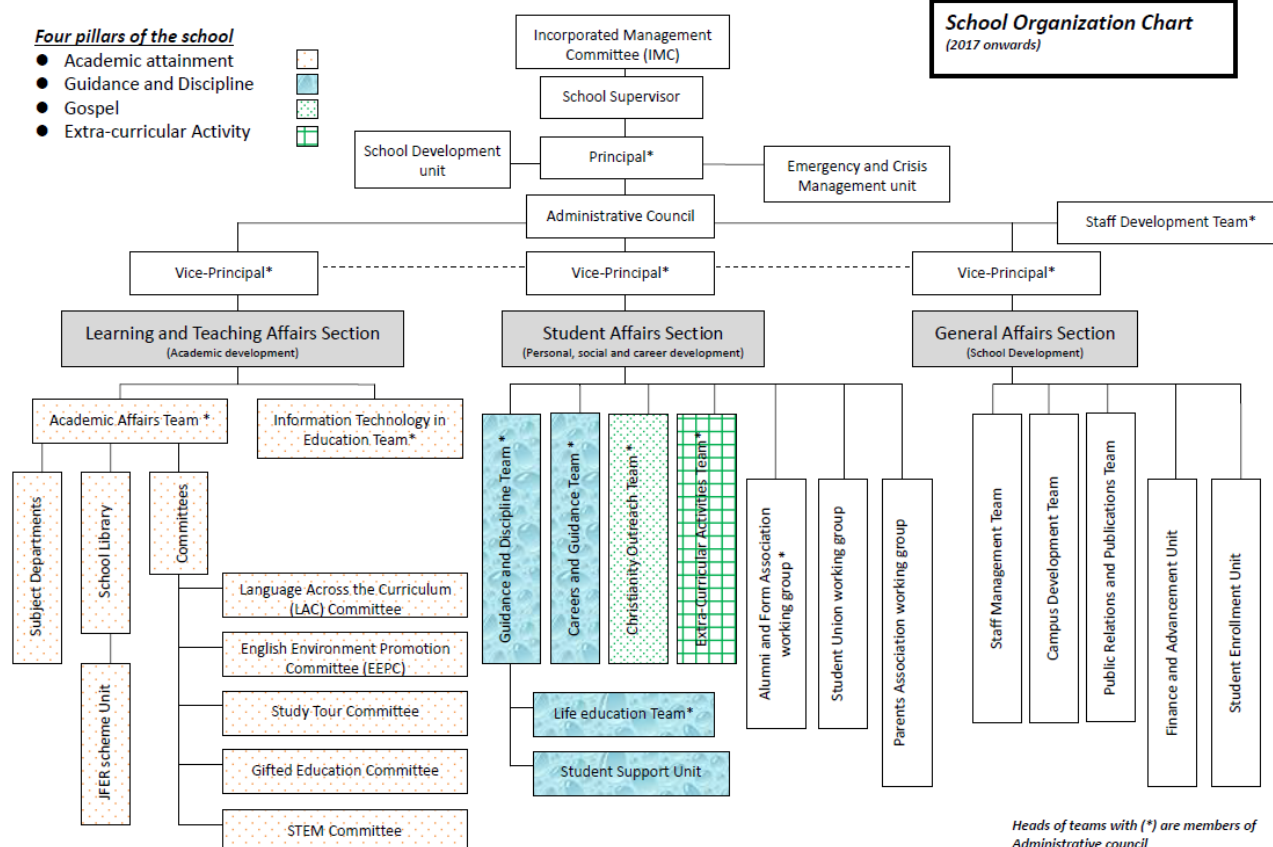 School Organization Chart
(2017 onwards)
Four pillars of the school
● Academic attainment
● Guidance and Discipline
● Gospel
● Extra-curricular Activity
Incorporated Management
Committee (IMC)
School Supervisor
School Development
unit
Principal*
Emergency and Crisis
Management unit
Administrative Council
Staff Development Team*
Vice-Principal*
Vice-Principal*
Vice-Principal*
Learning and Teaching Affairs Section
(Academic development)
Student Affairs Section
(Personal, social and career development)
General Affairs Section
(School Development)
Academic Affairs Team *
Information Technology in
Education Team*
Subject Departments
School Library
Committees
JFER scheme Unit
Language Across the Curriculum
(LAC) Committee
English Environment Promotion
Committee (EEPC)
Study Tour Committee
Gifted Education Committee
STEM Committee
Guidance and Discipline Team *
Careers and Guidance Team *
Christianity Outreach Team *
Extra-Curricular Activities Team*
Alumni and Form Association
working group *
Student Union working group
Parents Association working group
Life education Team*
Student Support Unit
Staff Management Team
Campus Development Team
Public Relations and Publications Team
Finance and Advancement Unit
Student Enrollment Unit
Heads of teams with (*) are members of
Administrative council